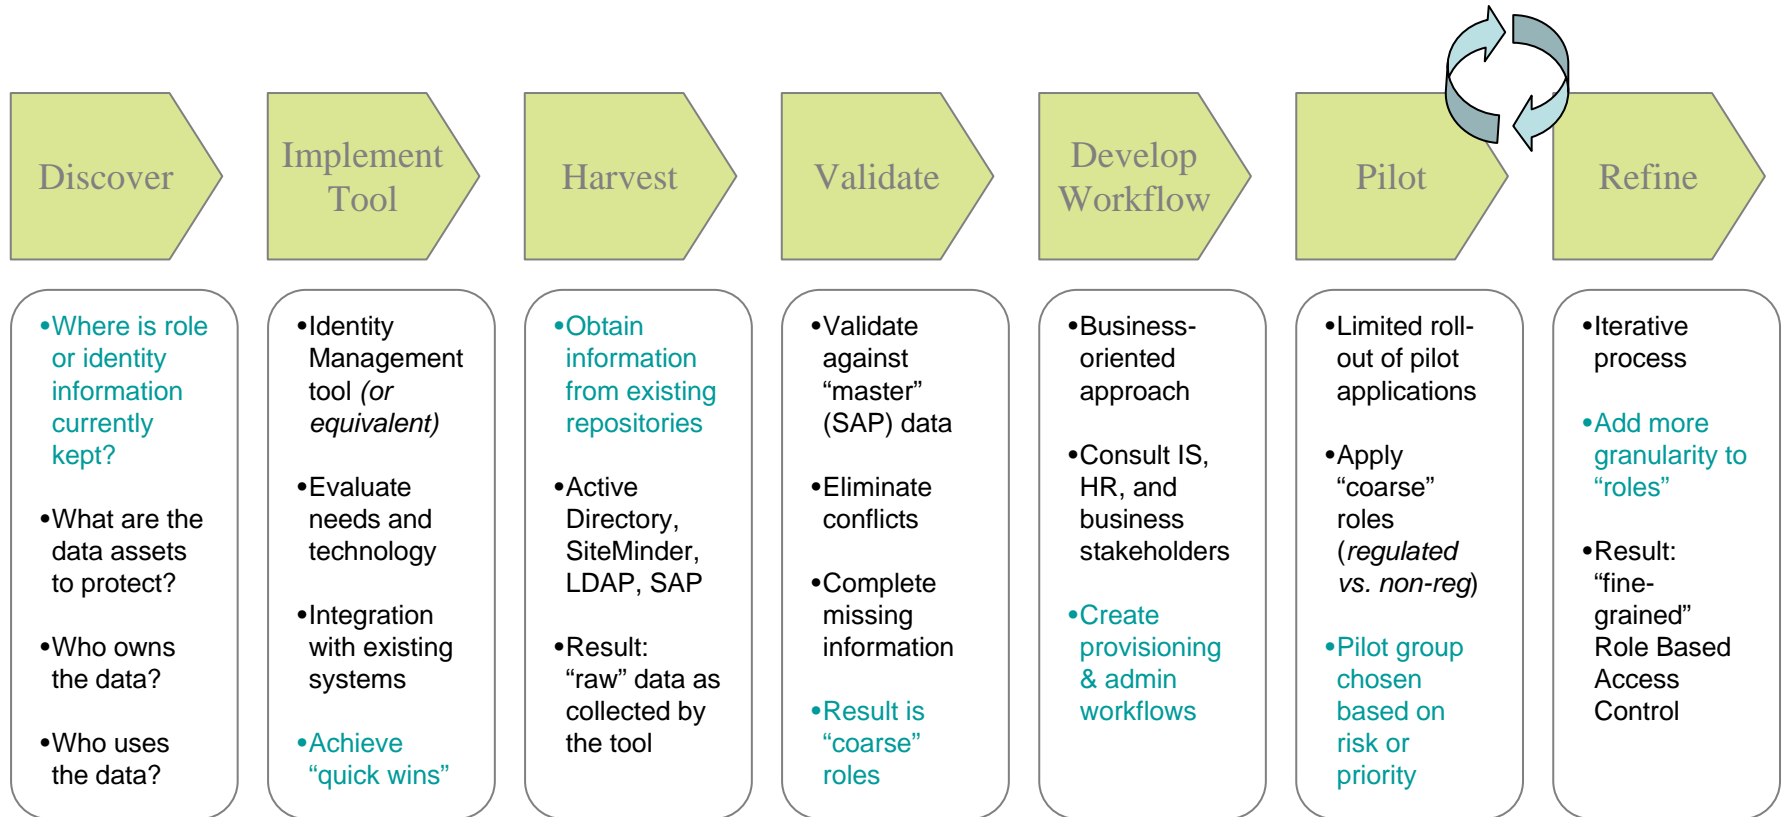 Discover
Implement
Tool
Harvest
Validate
Develop
Workflow
Pilot
Refine
•Where is role
or identity
information
currently
kept?
•What are the
data assets
to protect?
•Who owns
the data?
•Who uses
the data?
•Identity
Management
tool (or
equivalent)
•Evaluate
needs and
technology
•Integration
with existing
systems
•Achieve
“quick wins”
•Obtain
information
from existing
repositories
•Active
Directory,
SiteMinder,
LDAP, SAP
•Result:
“raw” data as
collected by
the tool
•Validate
against
“master”
(SAP) data
•Eliminate
conflicts
•Complete
missing
information
•Result is
“coarse”
roles
•Business-
oriented
approach
•Consult IS,
HR, and
business
stakeholders
•Create
provisioning
& admin
workflows
•Limited roll-
out of pilot
applications
•Apply
“coarse”
roles
(regulated
vs. non-reg)
•Pilot group
chosen
based on
risk or
priority
•Iterative
process
•Add more
granularity to
“roles”
•Result:
“fine-
grained”
Role Based
Access
Control